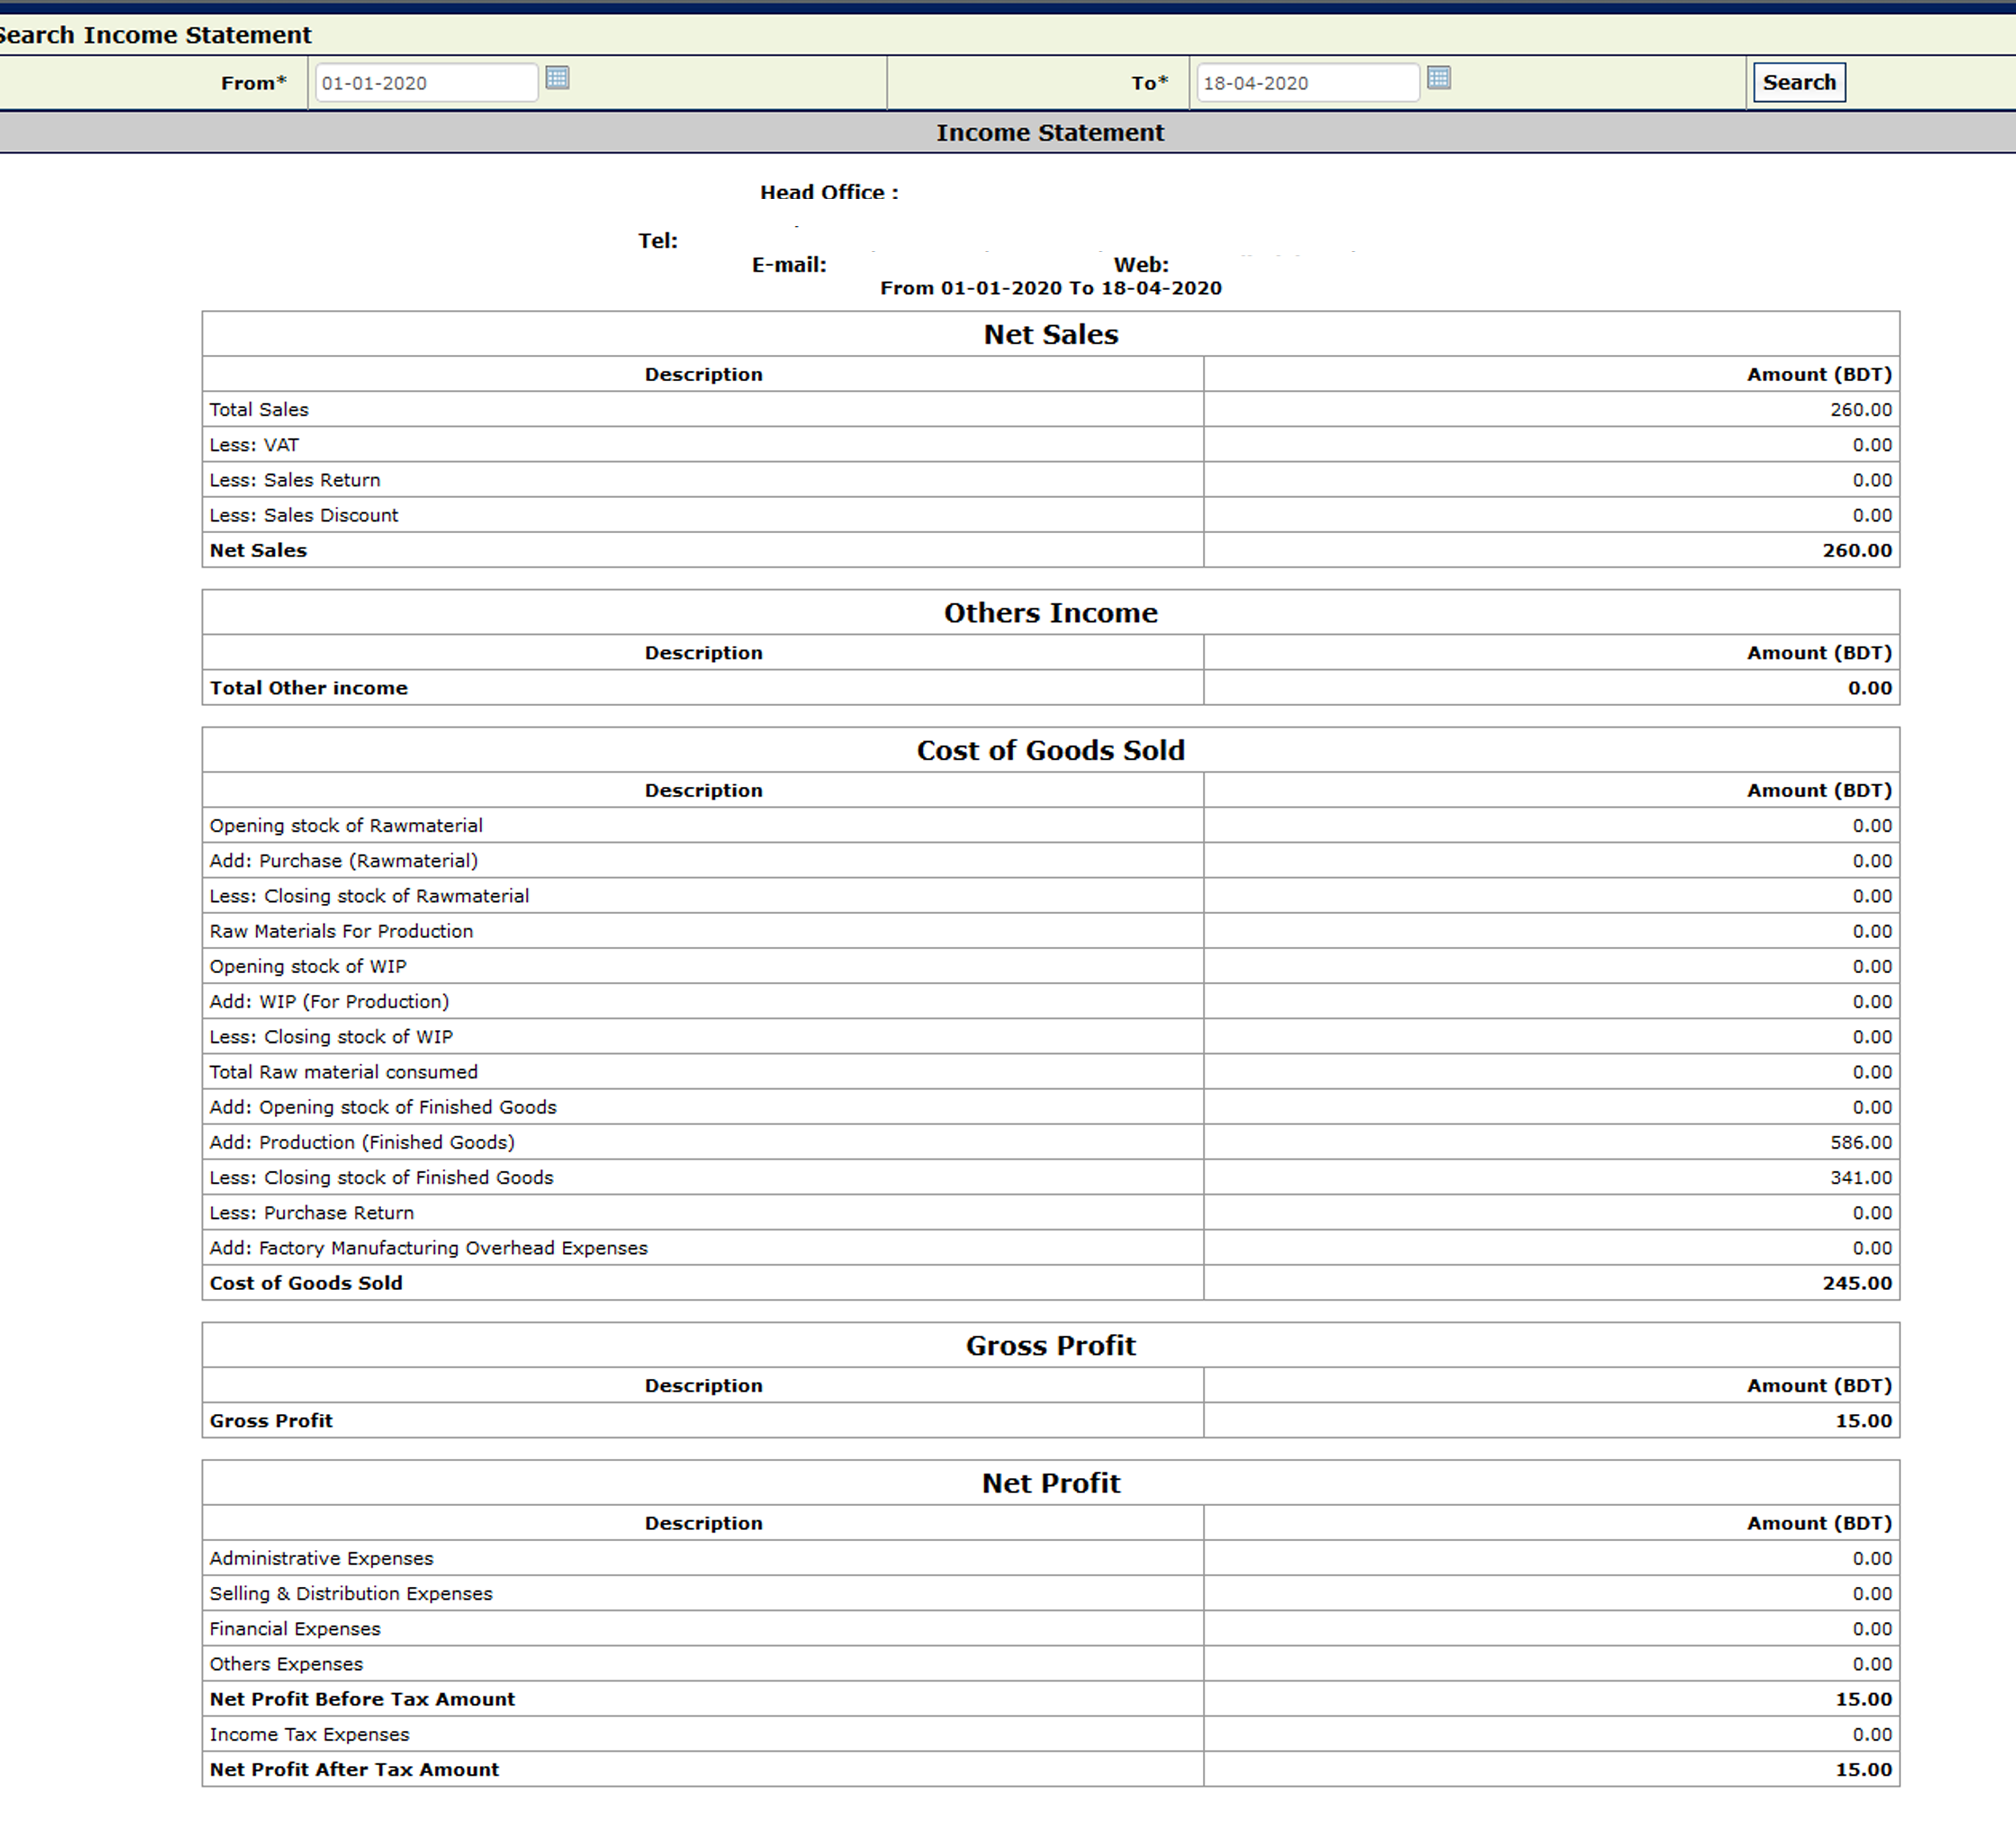 Search Income Statement
From* 01-01-2020 To* 18-04-2020 Search
Income Statement
Head Office :
Tel:
E-mail: Web:
From 01-01-2020 To 18-04-2020
Net Sales
Description Amount (BDT)
Total Sales 260.00
Less: VAT 0.00
Less: Sales Return 0.00
Less: Sales Discount 0.00
Net Sales 260.00
Others Income
Description Amount (BDT)
Total Other income 0.00
Cost of Goods Sold
Description Amount (BDT)
Opening stock of Rawmaterial 0.00
Add: Purchase (Rawmaterial) 0.00
Less: Closing stock of Rawmaterial 0.00
Raw Materials For Production 0.00
Opening stock of WIP 0.00
Add: WIP (For Production) 0.00
Less: Closing stock of WIP 0.00
Total Raw material consumed 0.00
Add: Opening stock of Finished Goods 0.00
Add: Production (Finished Goods) 586.00
Less: Closing stock of Finished Goods 341.00
Less: Purchase Return 0.00
Add: Factory Manufacturing Overhead Expenses 0.00
Cost of Goods Sold 245.00
Gross Profit
Description Amount (BDT)
Gross Profit 15.00
Net Profit
Description Amount (BDT)
Administrative Expenses 0.00
Selling & Distribution Expenses 0.00
Financial Expenses 0.00
Others Expenses 0.00
Net Profit Before Tax Amount 15.00
Income Tax Expenses 0.00
Net Profit After Tax Amount 15.00